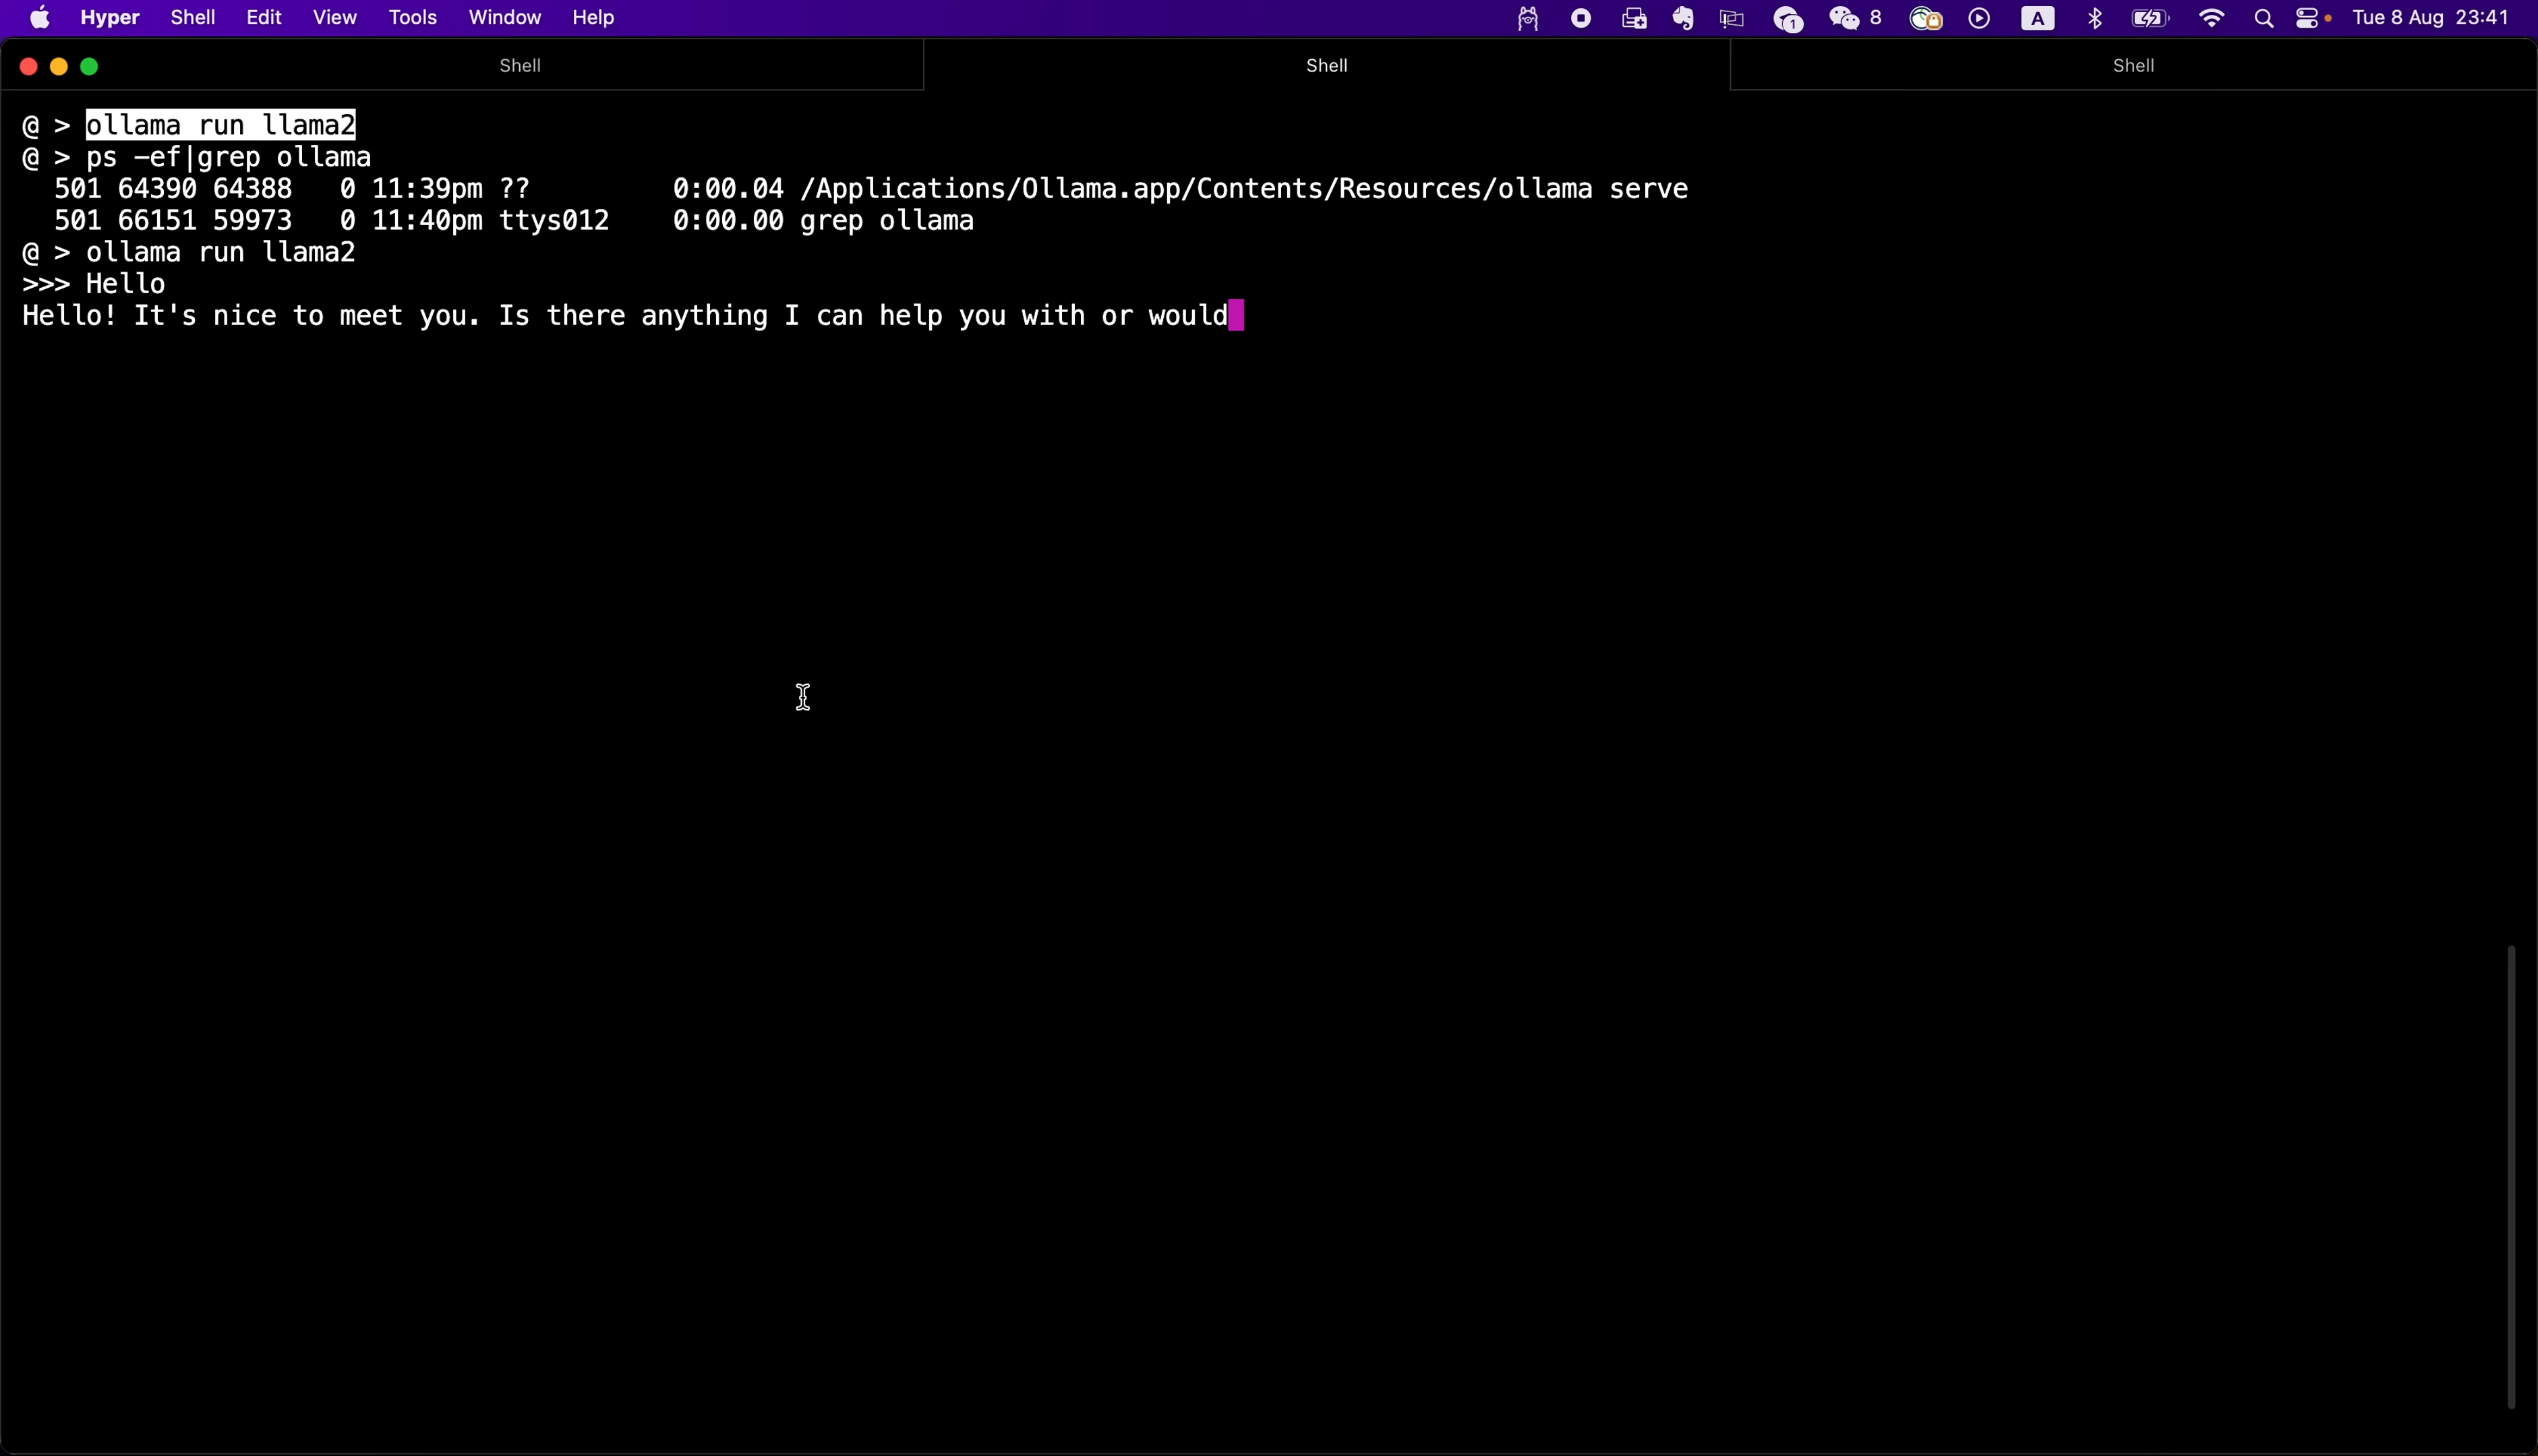 Hyper Shell Edit View Tools Window Help 1 8 A Tue 8 Aug 23:41
Shell Shell Shell
@ > ollama run llama2
@ > ps -ef|grep ollama
501 64390 64388 0 11:39pm ?? 0:00.04 /Applications/Ollama.app/Contents/Resources/ollama serve
501 66151 59973 0 11:40pm ttys012 0:00.00 grep ollama
@ > ollama run llama2
>>> Hello
Hello! It's nice to meet you. Is there anything I can help you with or would